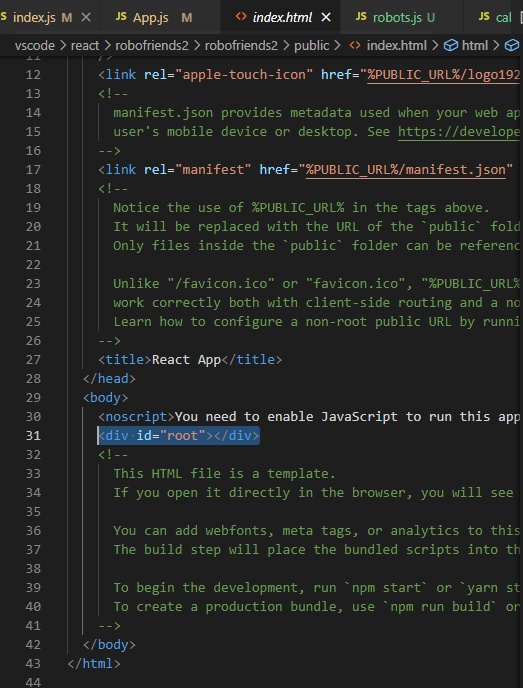 index.js M App.js M index.html robots.js U
vscode > react > robofriends2 > robofriends2 > public > index.html > html >
11 />
12 <link rel="apple-touch-icon" href="%PUBLIC_URL%/logo192
13 <!--
14 manifest.json provides metadata used when your web ap
15 user's mobile device or desktop. See https://develope
16 -->
17 <link rel="manifest" href="%PUBLIC_URL%/manifest.json"
18 <!--
19 Notice the use of %PUBLIC_URL% in the tags above.
20 It will be replaced with the URL of the `public` fold
21 Only files inside the `public` folder can be referenc
22
23 Unlike "/favicon.ico" or "favicon.ico", "%PUBLIC_URL%
24 work correctly both with client-side routing and a no
25 Learn how to configure a non-root public URL by runni
26 -->
27 <title>React App</title>
28 </head>
29 <body>
30 <noscript>You need to enable JavaScript to run this app
31 <div id="root"></div>
32 <!--
33 This HTML file is a template.
34 If you open it directly in the browser, you will see
35
36 You can add webfonts, meta tags, or analytics to this
37 The build step will place the bundled scripts into th
38
39 To begin the development, run `npm start` or `yarn st
40 To create a production bundle, use `npm run build` or
41 -->
42 </body>
43 </html>
44